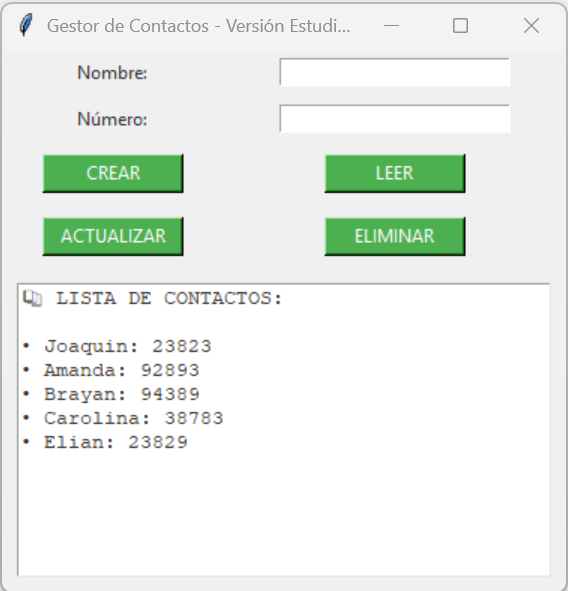 Gestor de Contactos - Versión Estudi...
Nombre:
Número:
CREAR
LEER
ACTUALIZAR
ELIMINAR
LISTA DE CONTACTOS:
• Joaquin: 23823
• Amanda: 92893
• Brayan: 94389
• Carolina: 38783
• Elian: 23829